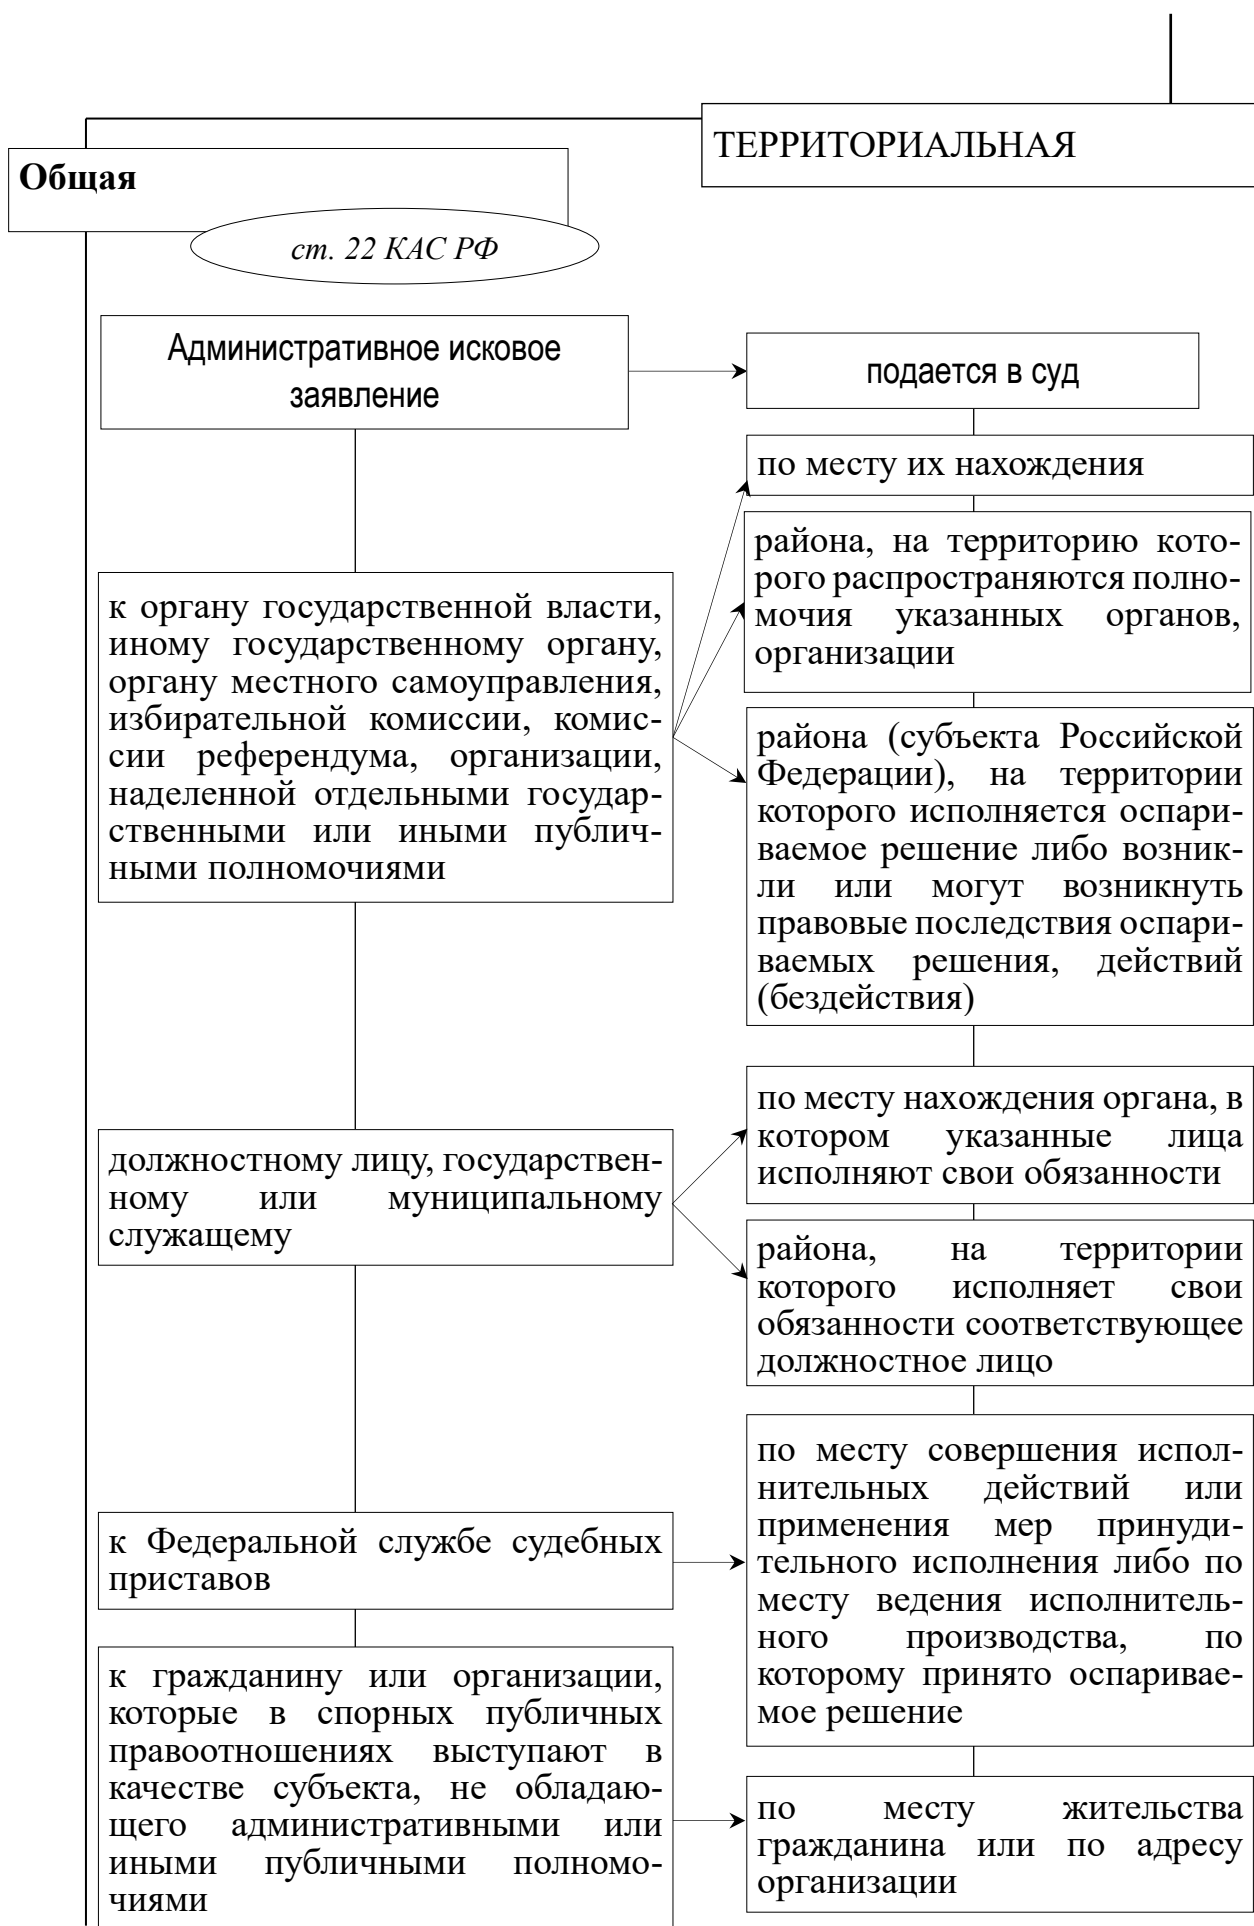 ТЕРРИТОРИАЛЬНАЯ
Общая
ст. 22 КАС РФ
Административное исковое
заявление
подается в суд
по месту их нахождения
района, на территорию кото-
рого распространяются полно-
мочия указанных органов,
организации
к органу государственной власти,
иному государственному органу,
органу местного самоуправления,
избирательной комиссии, комис-
сии референдума, организации,
наделенной отдельными государ-
ственными или иными публич-
ными полномочиями
района (субъекта Российской
Федерации), на территории
которого исполняется оспари-
ваемое решение либо возник-
ли или могут возникнуть
правовые последствия оспари-
ваемых решения, действий
(бездействия)
должностному лицу, государствен-
ному или муниципальному
служащему
по месту нахождения органа, в
котором указанные лица
исполняют свои обязанности
района, на территории
которого исполняет свои
обязанности соответствующее
должностное лицо
к Федеральной службе судебных
приставов
по месту совершения испол-
нительных действий или
применения мер принуди-
тельного исполнения либо по
месту ведения исполнитель-
ного производства, по
которому принято оспаривае-
мое решение
к гражданину или организации,
которые в спорных публичных
правоотношениях выступают в
качестве субъекта, не обладаю-
щего административными или
иными публичными полномо-
чиями
по месту жительства
гражданина или по адресу
организации